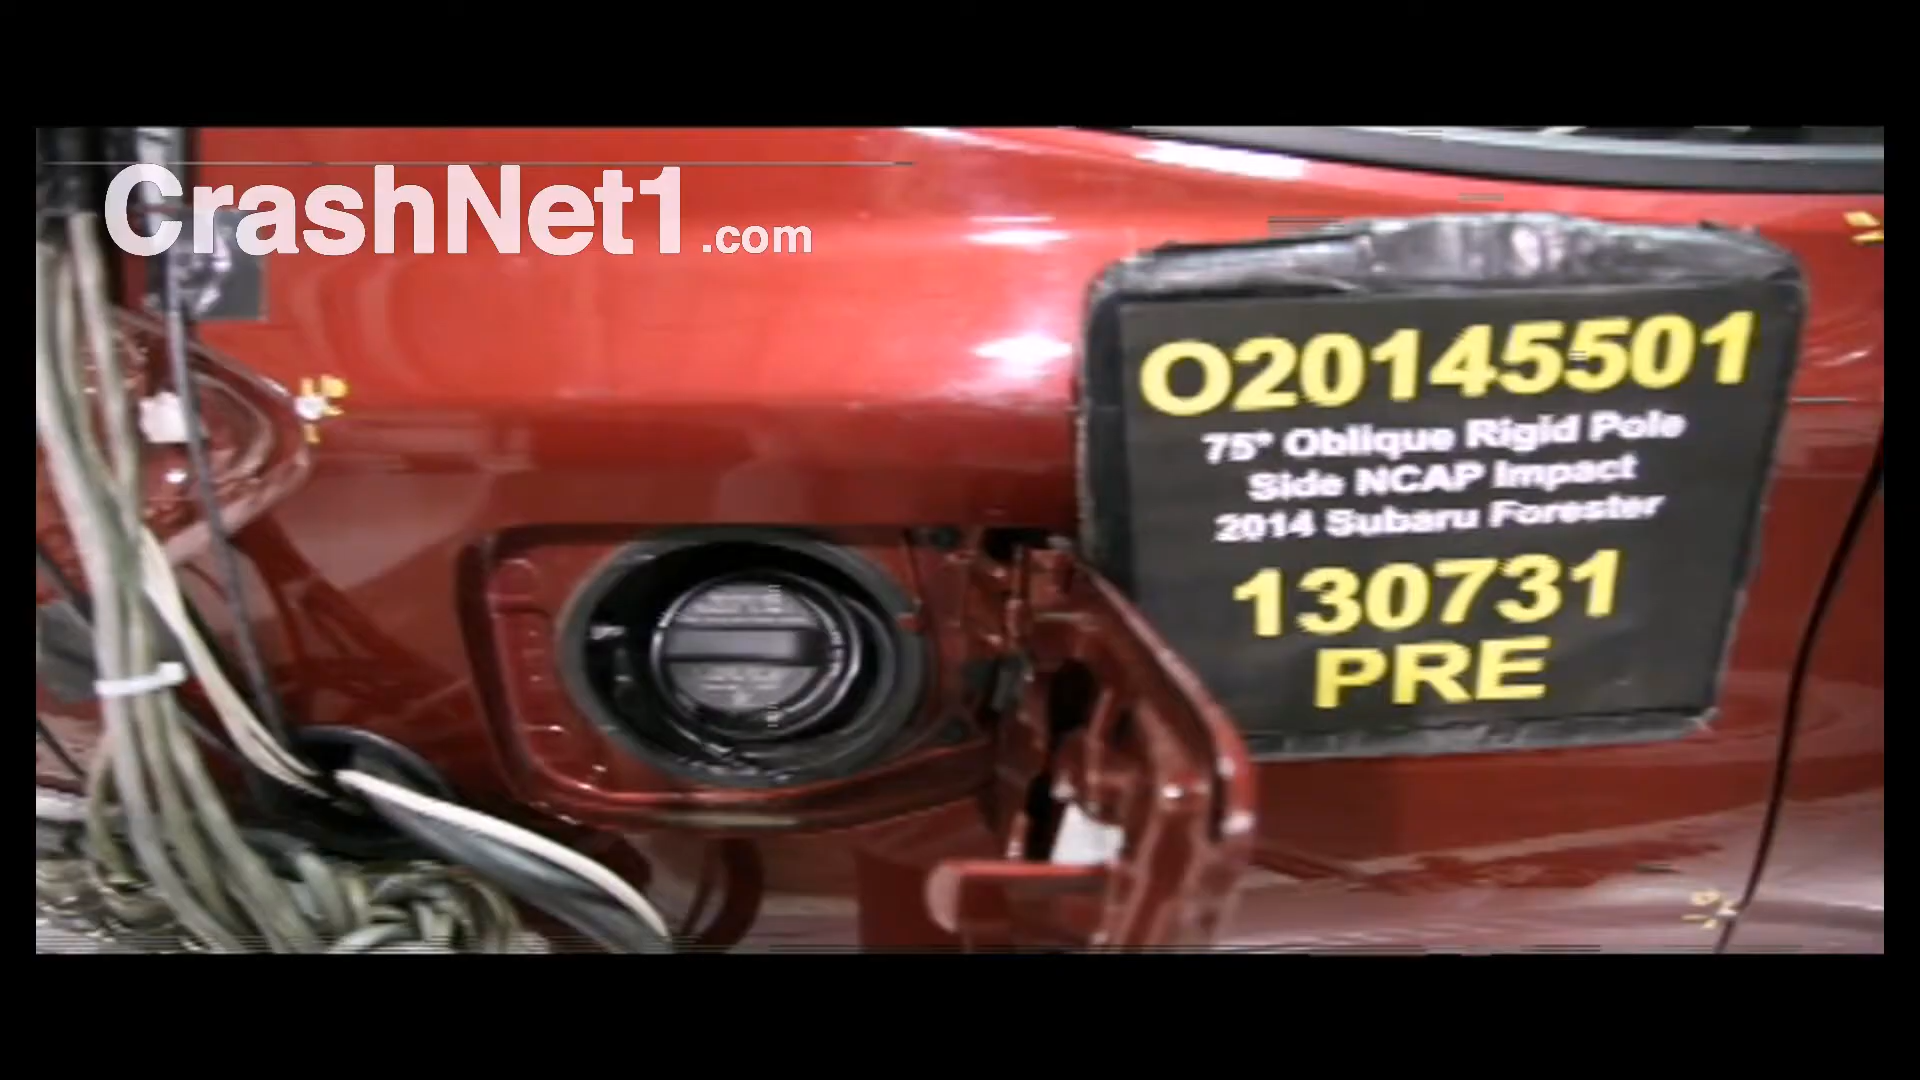 CrashNet1.com
O20145501
75° Oblique Rigid Pole
Side NCAP Impact
2014 Subaru Forester
130731
PRE